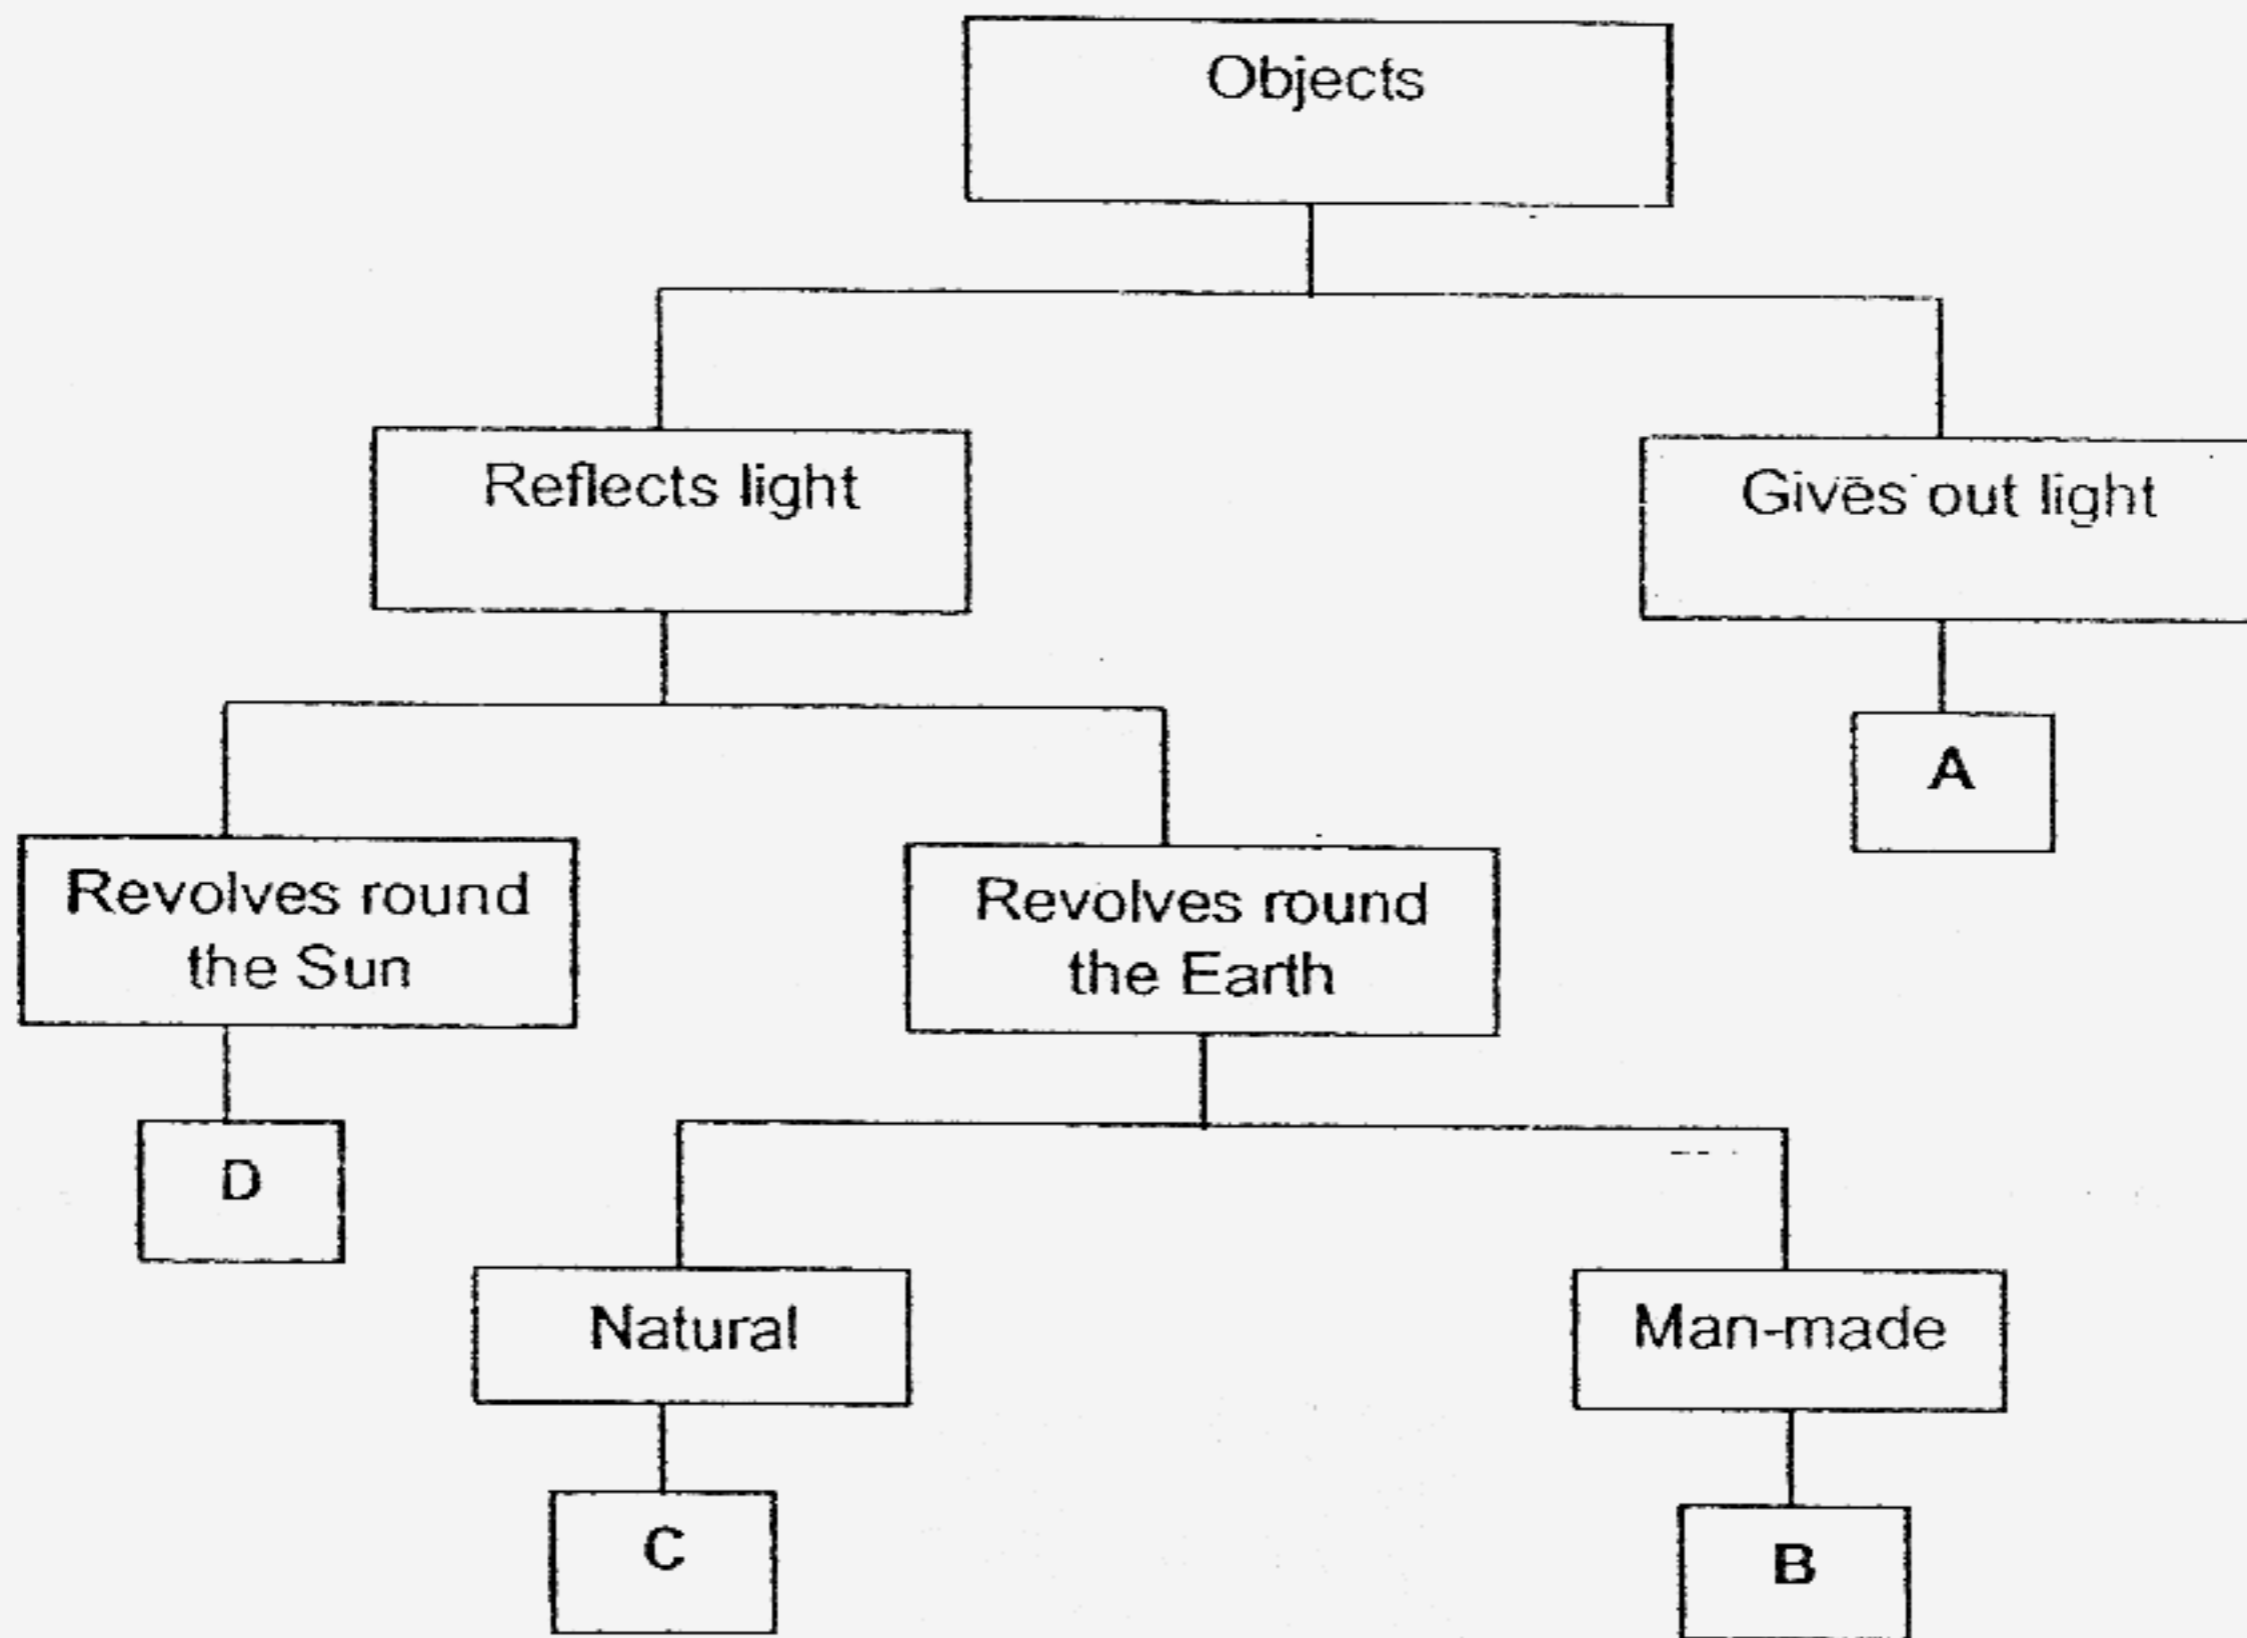 Objects
Reflects light
Gives out light
A
Revolves round
the Sun
Revolves round
the Earth
D
Natural
Man-made
C
B